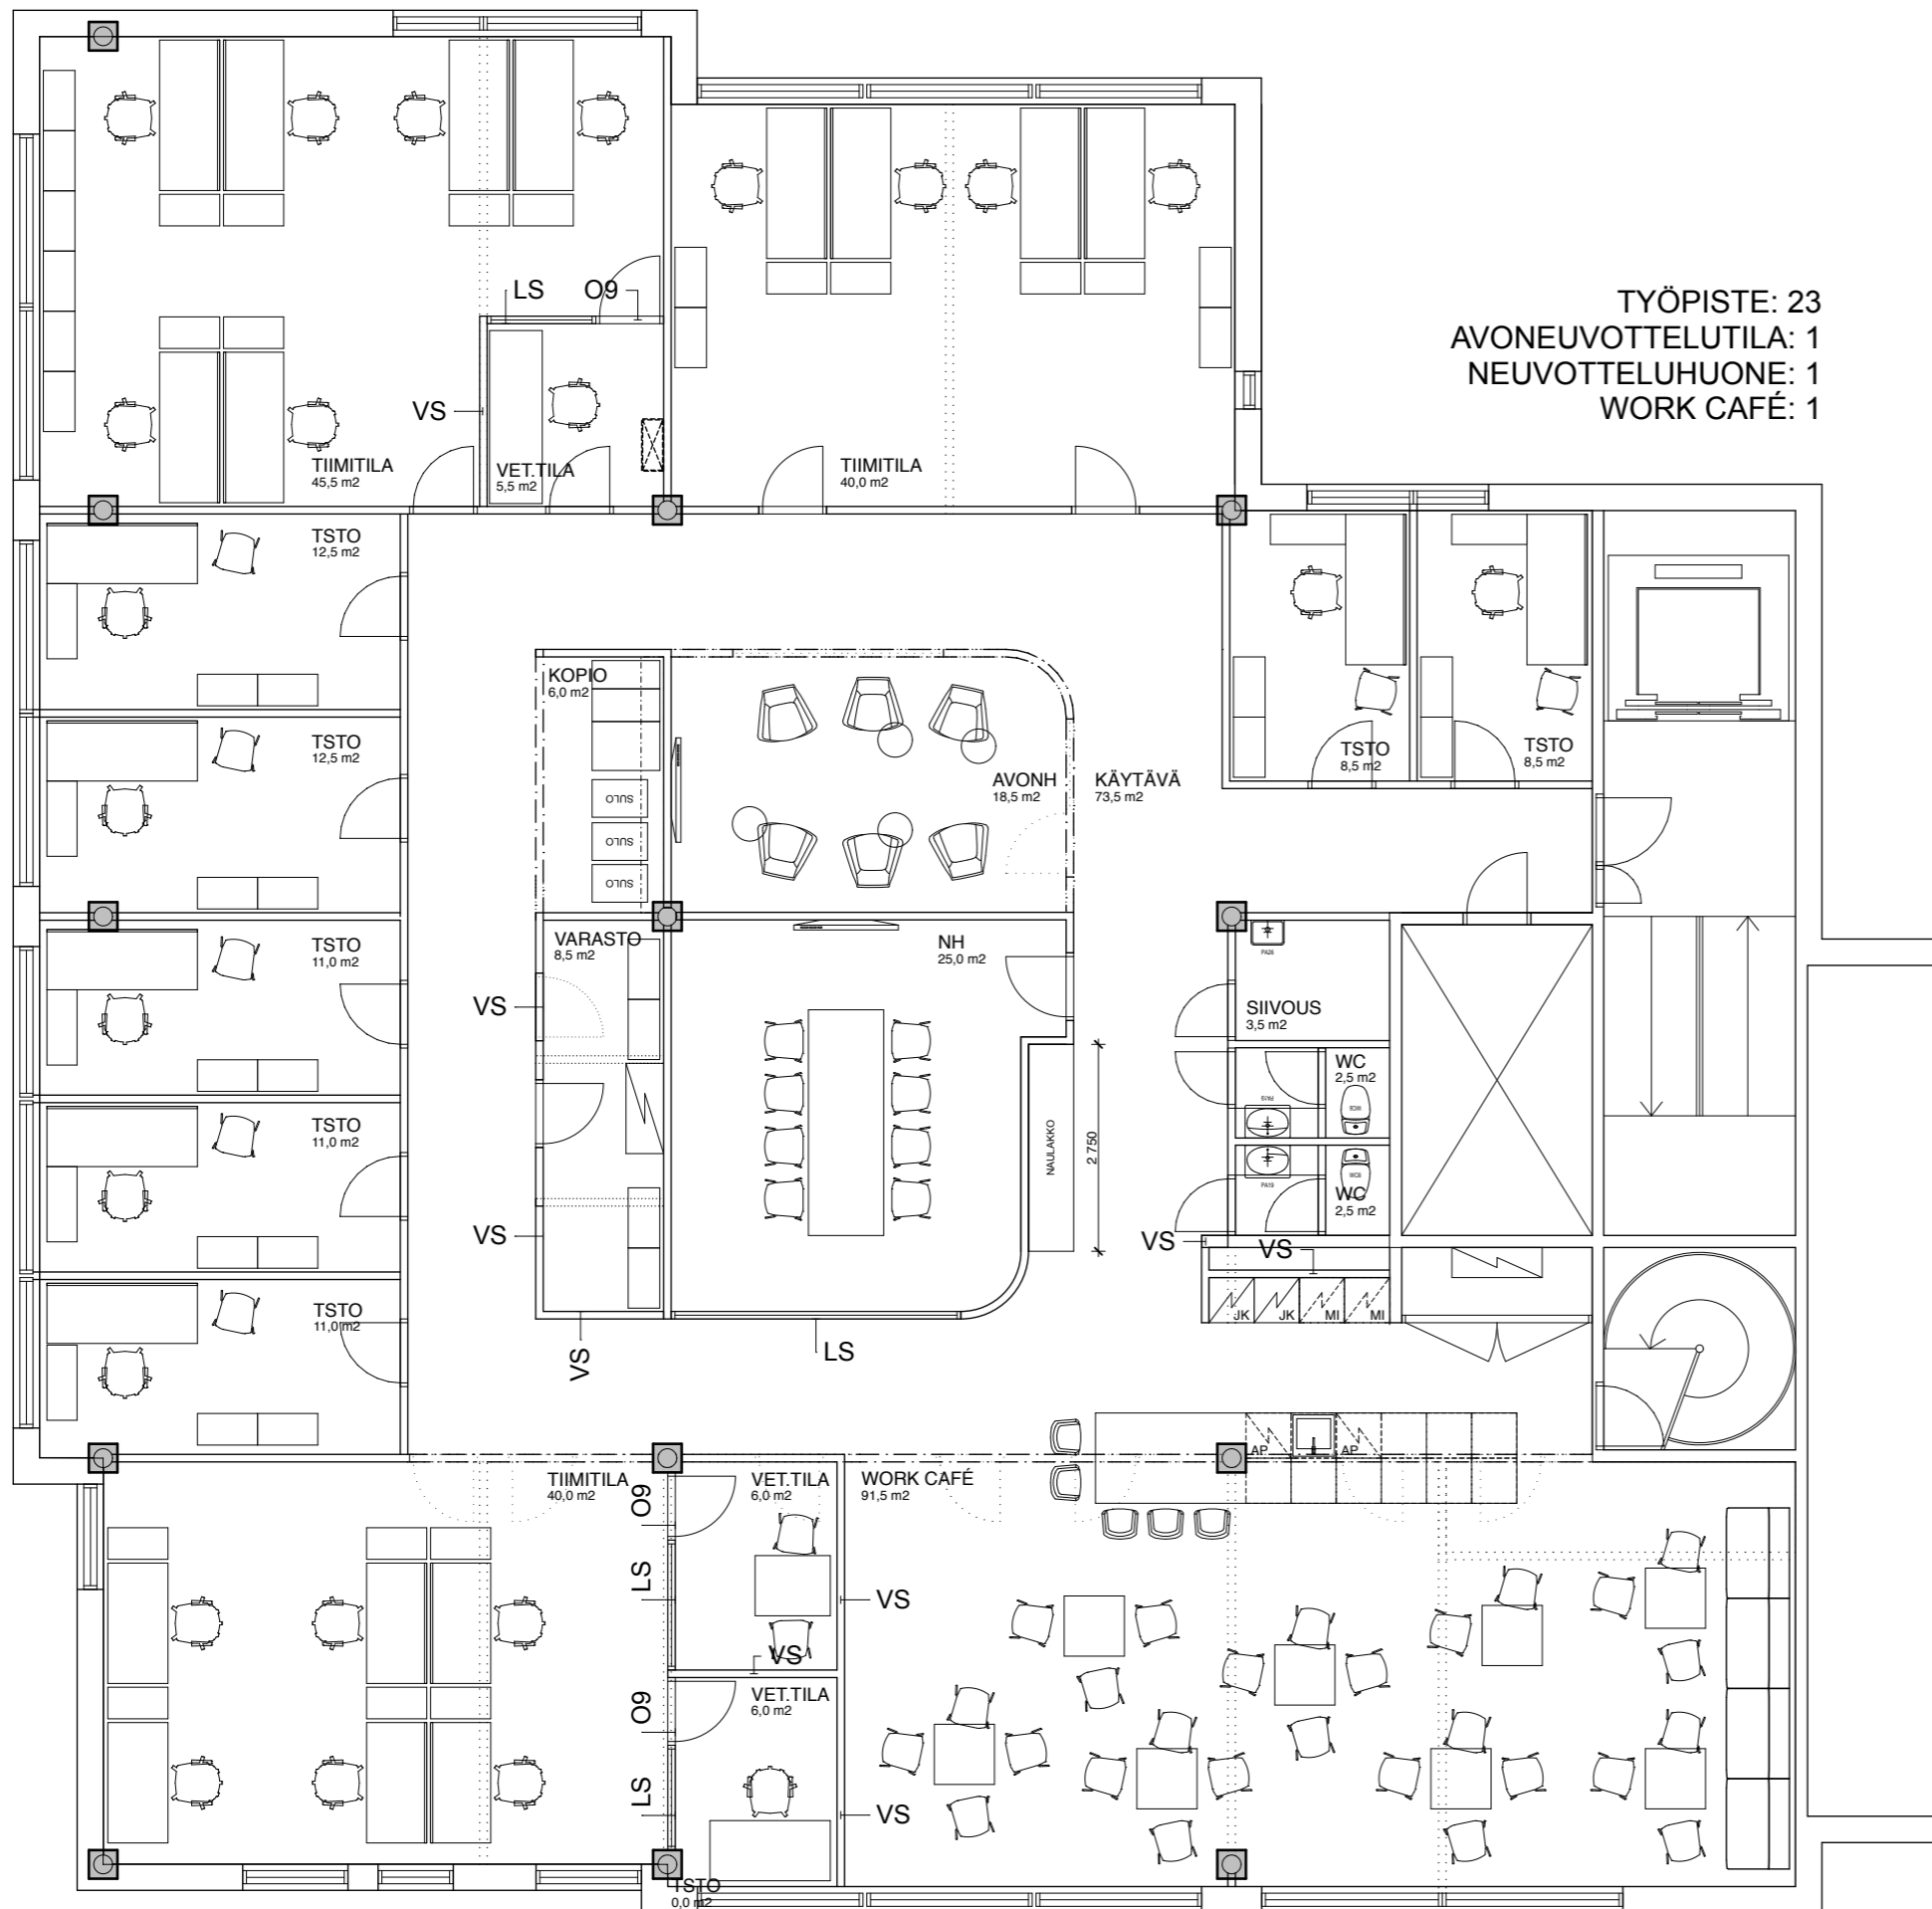 TYÖPISTE: 23
AVONEUVOTTELUTILA: 1
NEUVOTTELUHUONE: 1
WORK CAFÉ: 1
LS
O9
VS
TIIMITILA
45,5 m2
VET.TILA
5,5 m2
TIIMITILA
40,0 m2
TSTO
12,5 m2
TSTO
12,5 m2
TSTO
11,0 m2
TSTO
11,0 m2
TSTO
11,0 m2
KOPIO
6,0 m2
SULO
SULO
SULO
AVONH
18,5 m2
KÄYTÄVÄ
73,5 m2
TSTO
8,5 m2
TSTO
8,5 m2
VARASTO
8,5 m2
VS
VS
VS
NH
25,0 m2
LS
NAULAKKO
2 750
SIIVOUS
3,5 m2
WC
2,5 m2
PA19
WC
2,5 m2
VS
VS
JK
JK
MI
MI
AP
AP
TIIMITILA
40,0 m2
O9
LS
VET.TILA
6,0 m2
VS
VS
O9
LS
VET.TILA
6,0 m2
VS
TSTO
0,0 m2
WORK CAFÉ
91,5 m2